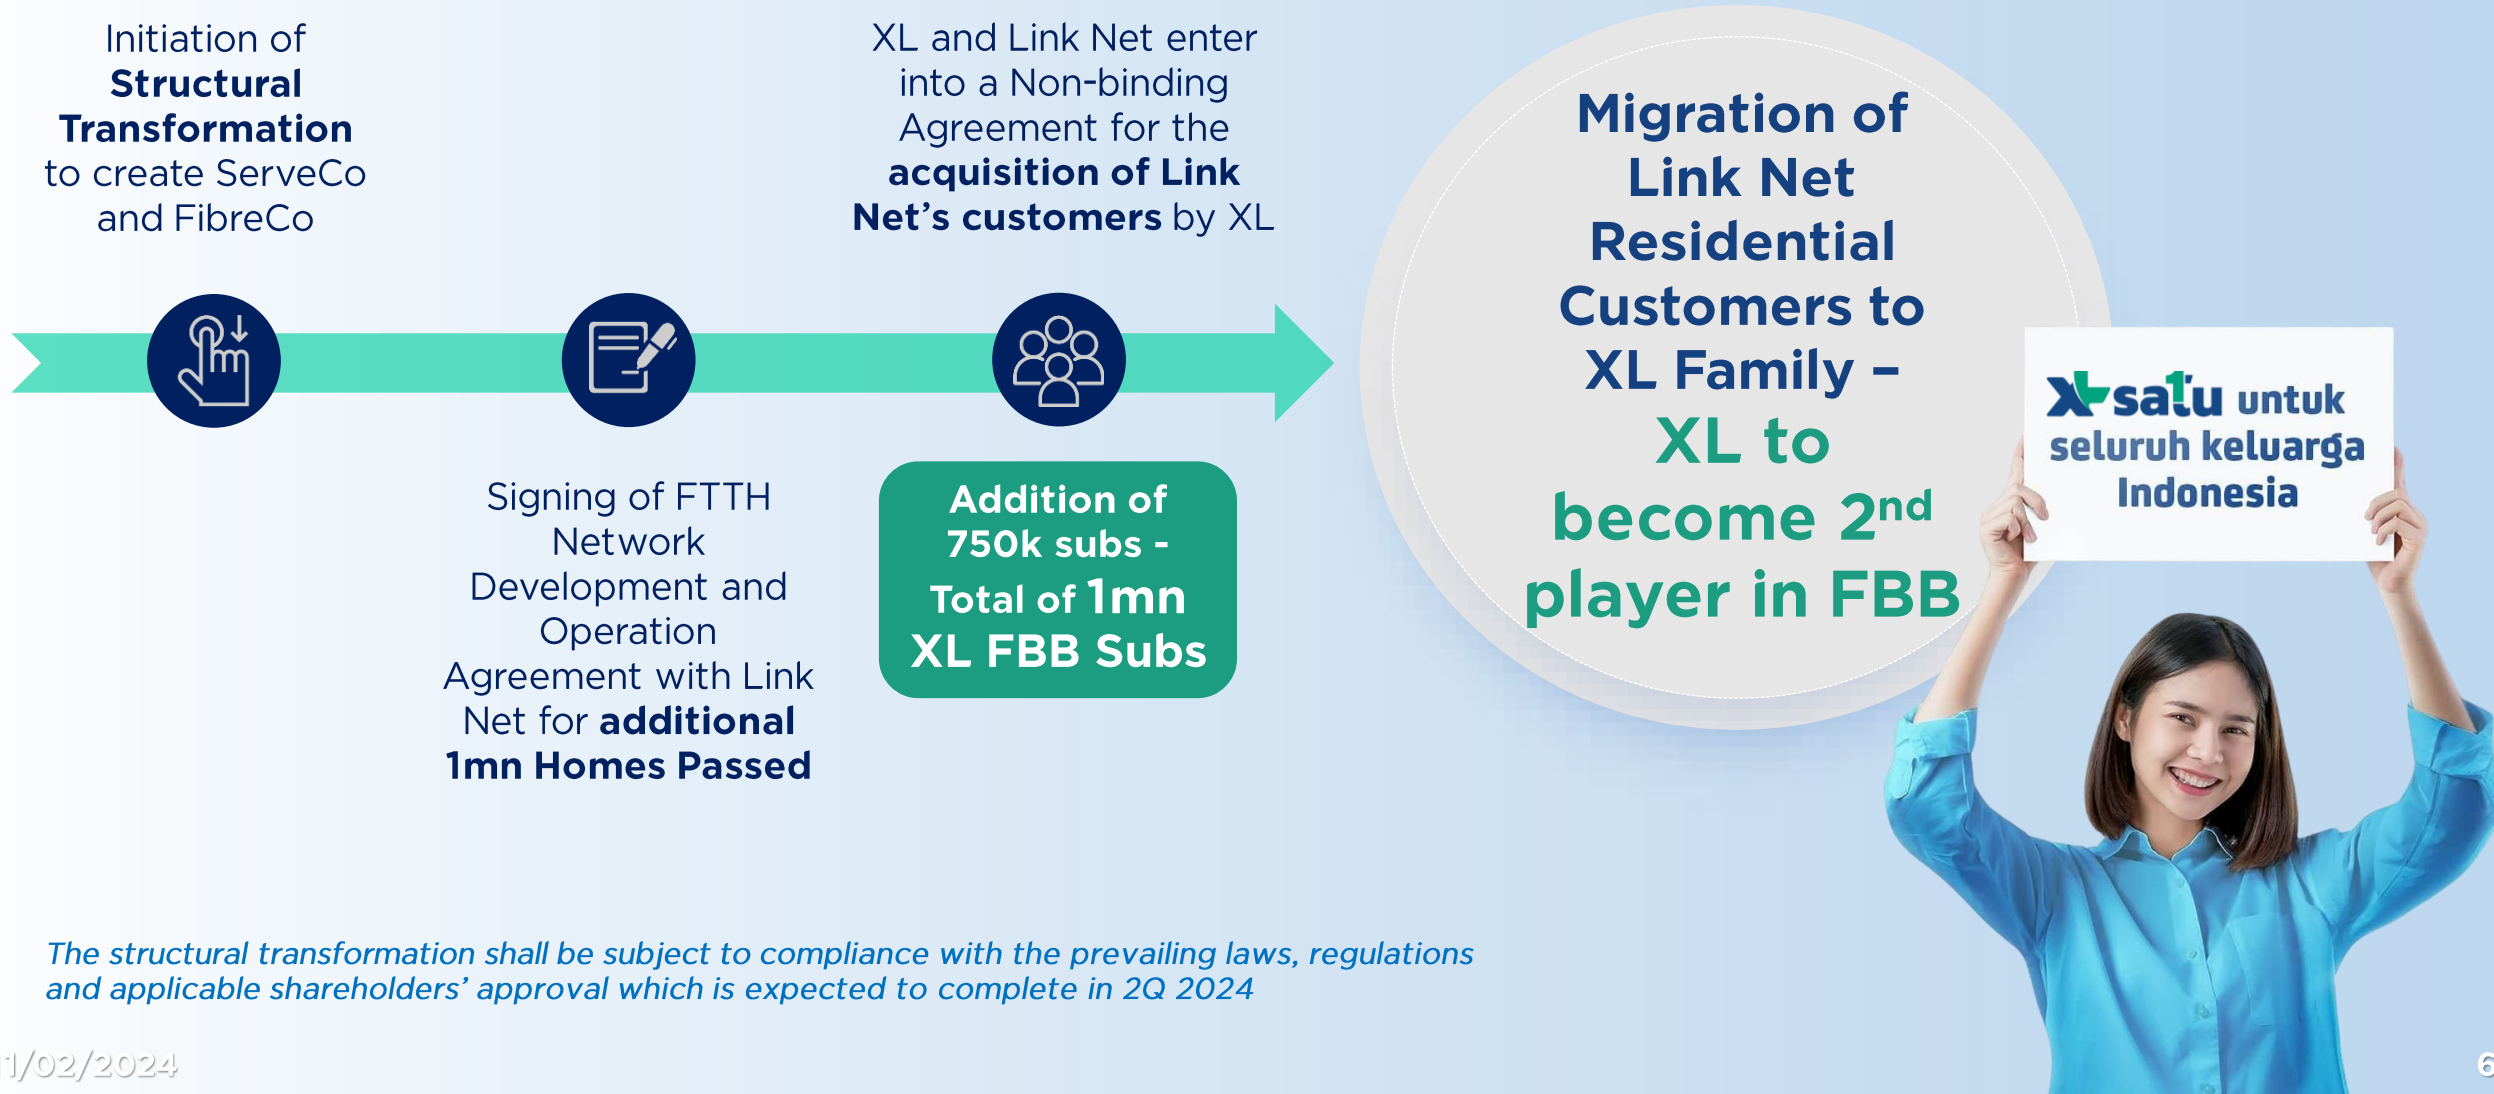 Initiation of
Structural
Transformation
to create ServeCo
and FibreCo
Signing of FTTH
Network
Development and
Operation
Agreement with Link
Net for additional
1mn Homes Passed
XL and Link Net enter
into a Non-binding
Agreement for the
acquisition of Link
Net’s customers by XL
Addition of
750k subs -
Total of 1mn
XL FBB Subs
Migration of
Link Net
Residential
Customers to
XL Family –
XL to
become 2nd
player in FBB
XL satu untuk
seluruh keluarga
Indonesia
The structural transformation shall be subject to compliance with the prevailing laws, regulations
and applicable shareholders’ approval which is expected to complete in 2Q 2024
1/02/2024
6